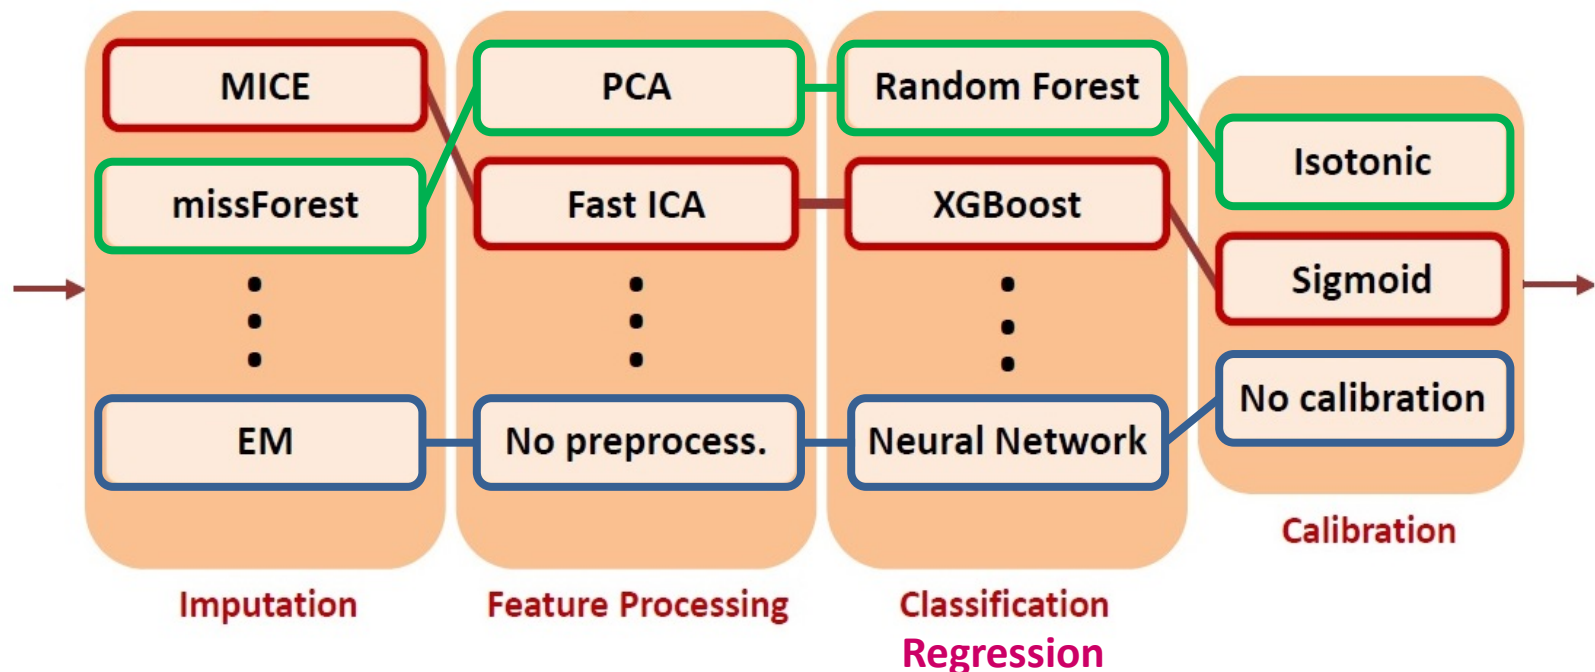 MICE
missForest
EM
Imputation
PCA
Fast ICA
No preprocess.
Feature Processing
Random Forest
XGBoost
Neural Network
Classification
Regression
Isotonic
Sigmoid
No calibration
Calibration